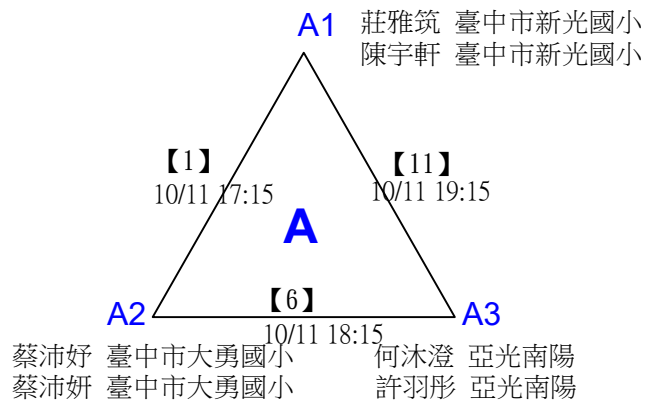 A1
莊雅筑 臺中市新光國小
陳宇軒 臺中市新光國小
【1】
10/11 17:15
【11】
10/11 19:15
A
【6】
10/11 18:15
A2
A3
蔡沛妤 臺中市大勇國小
蔡沛妍 臺中市大勇國小
何沐澄 亞光南陽
許羽彤 亞光南陽